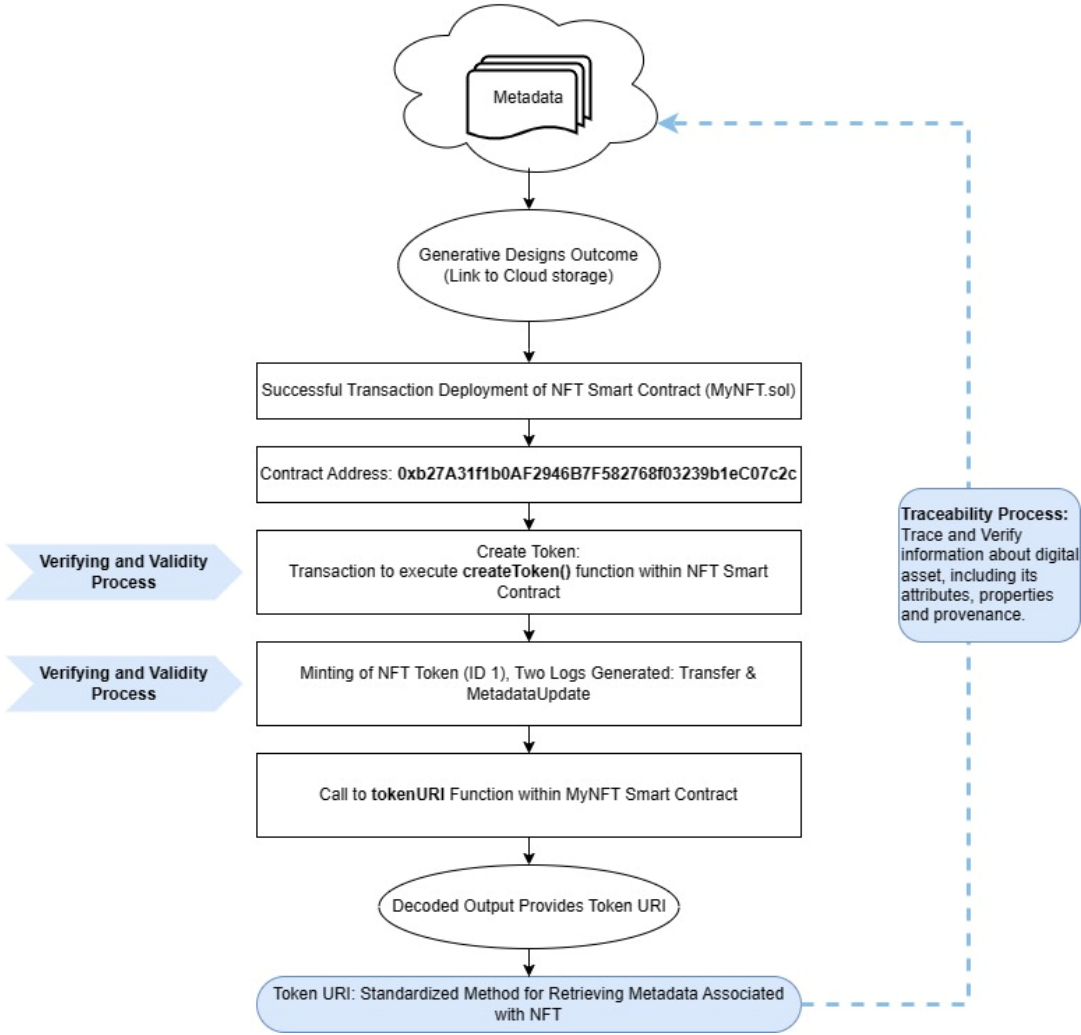 Metadata
Generative Designs Outcome
(Link to Cloud storage)
Successful Transaction Deployment of NFT Smart Contract (MyNFT.sol)
Contract Address: 0xb27A31f1b0AF2946B7F582768f03239b1eC07c2c
Verifying and Validity
Process
Create Token:
Transaction to execute createToken() function within NFT Smart
Contract
Verifying and Validity
Process
Minting of NFT Token (ID 1), Two Logs Generated: Transfer &
MetadataUpdate
Call to tokenURI Function within MyNFT Smart Contract
Decoded Output Provides Token URI
Token URI: Standardized Method for Retrieving Metadata Associated
with NFT
Traceability Process:
Trace and Verify
information about digital
asset, including its
attributes, properties
and provenance.